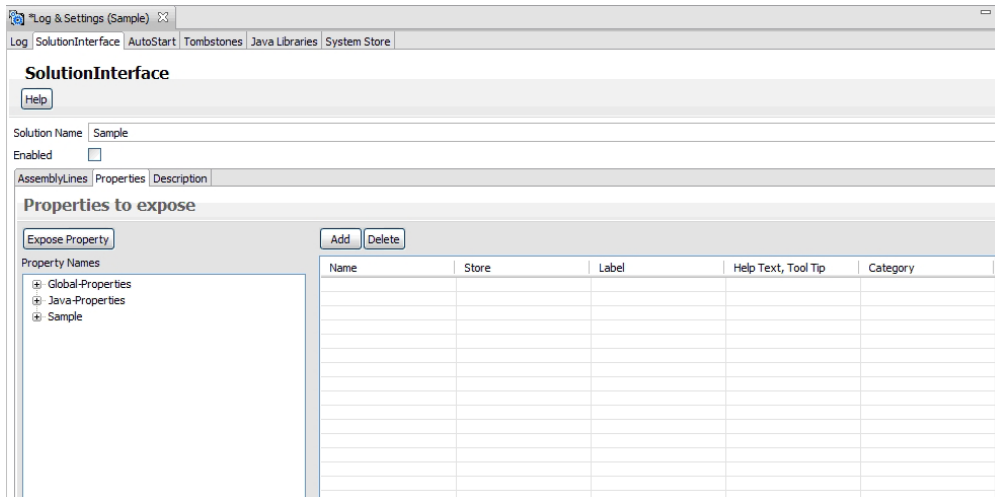 *Log & Settings (Sample)
Log SolutionInterface AutoStart Tombstones Java Libraries System Store
SolutionInterface
Help
Solution Name Sample
Enabled
AssemblyLines Properties Description
Properties to expose
Expose Property Add Delete
Property Names
Name Store Label Help Text, Tool Tip Category
Global-Properties
Java-Properties
Sample